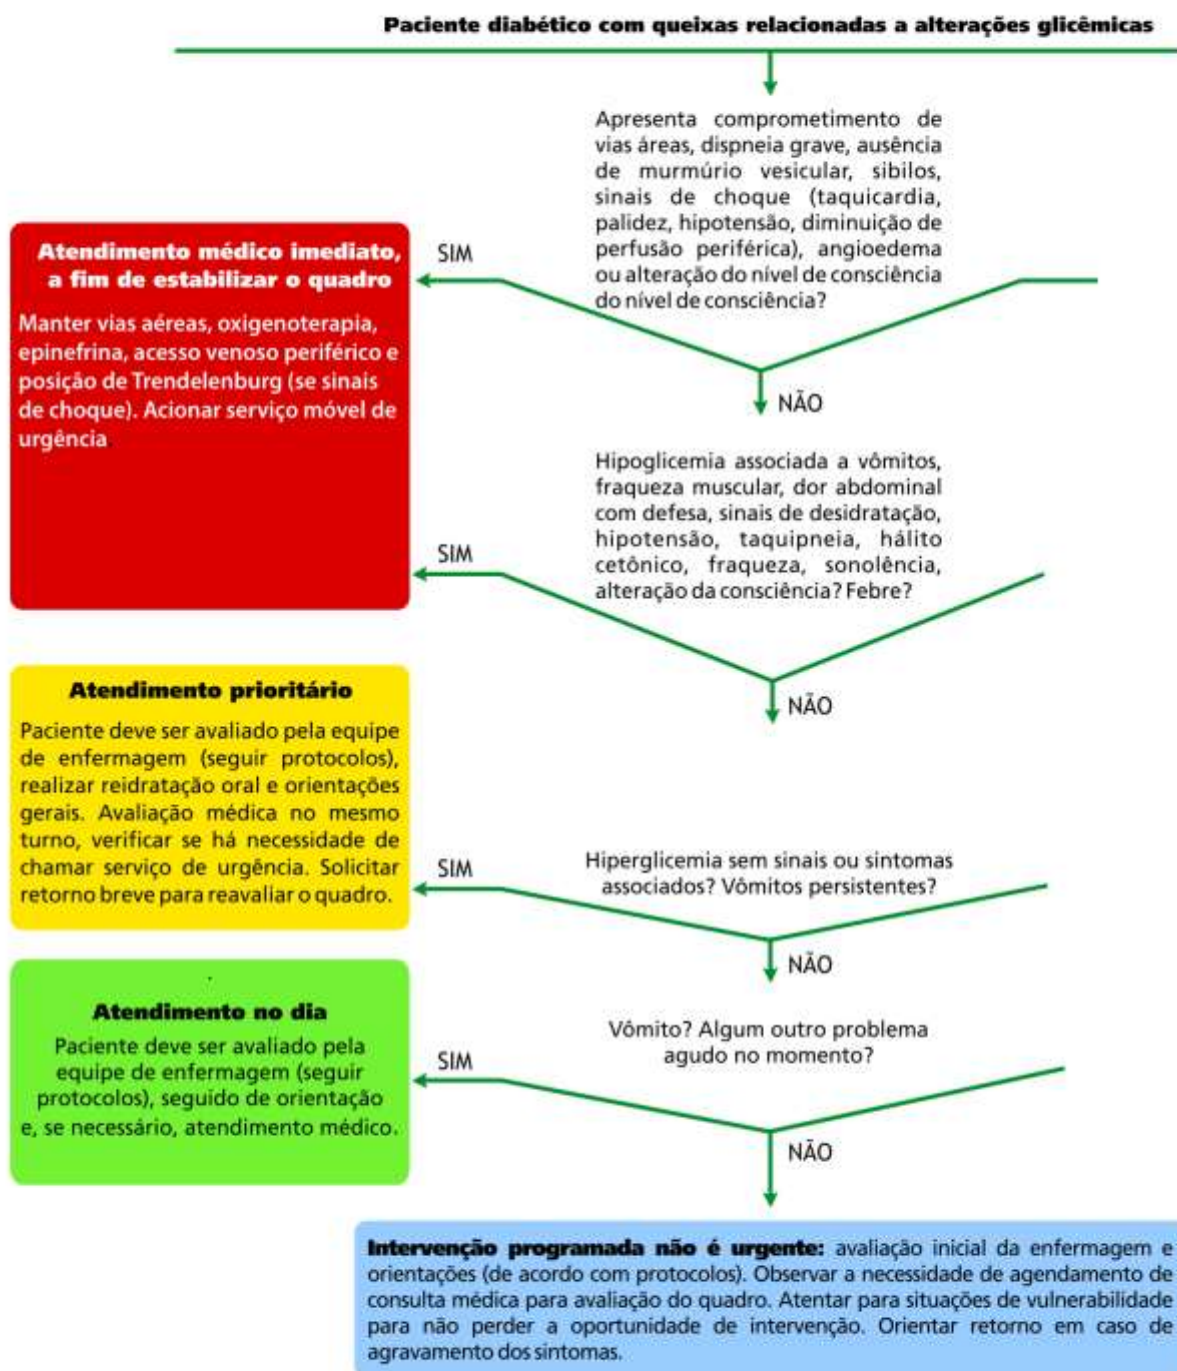 Paciente diabético com queixas relacionadas a alterações glicêmicas
Apresenta comprometimento de
vias áreas, dispneia grave, ausência
de murmúrio vesicular, sibilos,
sinais de choque (taquicardia,
palidez, hipotensão, diminuição de
perfusão periférica), angioedema
ou alteração do nível de consciência
do nível de consciência?
SIM
Atendimento médico imediato,
a fim de estabilizar o quadro
Manter vias aéreas, oxigenoterapia,
epinefrina, acesso venoso periférico e
posição de Trendelenburg (se sinais
de choque). Acionar serviço móvel de
urgência
NÃO
Hipoglicemia associada a vômitos,
fraqueza muscular, dor abdominal
com defesa, sinais de desidratação,
hipotensão, taquipneia, hálito
cetônico, fraqueza, sonolência,
alteração da consciência? Febre?
SIM
NÃO
Atendimento prioritário
Paciente deve ser avaliado pela equipe
de enfermagem (seguir protocolos),
realizar reidratação oral e orientações
gerais. Avaliação médica no mesmo
turno, verificar se há necessidade de
chamar serviço de urgência. Solicitar
retorno breve para reavaliar o quadro.
SIM
Hiperglicemia sem sinais ou sintomas
associados? Vômitos persistentes?
NÃO
.
Atendimento no dia
Paciente deve ser avaliado pela
equipe de enfermagem (seguir
protocolos), seguido de orientação
e, se necessário, atendimento médico.
SIM
Vômito? Algum outro problema
agudo no momento?
NÃO
Intervenção programada não é urgente: avaliação inicial da enfermagem e
orientações (de acordo com protocolos). Observar a necessidade de agendamento de
consulta médica para avaliação do quadro. Atentar para situações de vulnerabilidade
para não perder a oportunidade de intervenção. Orientar retorno em caso de
agravamento dos sintomas.